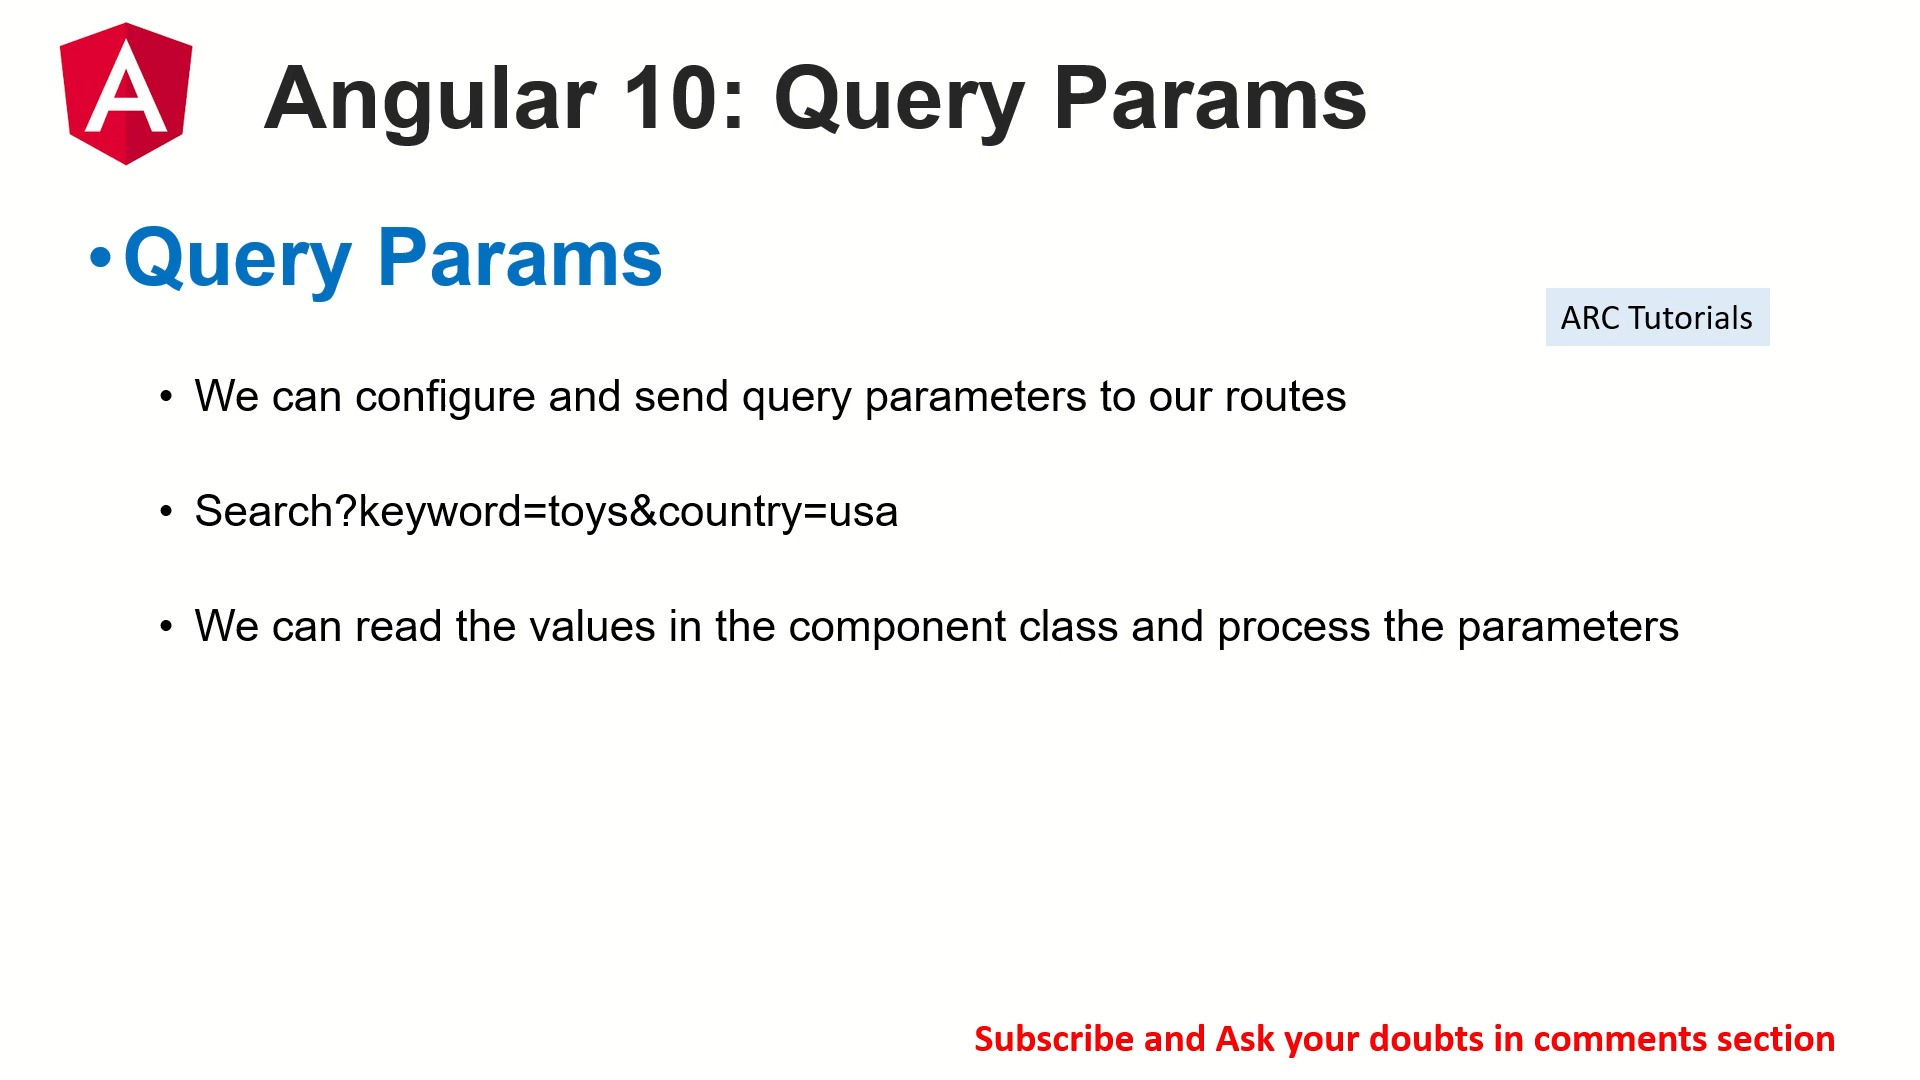 Angular 10: Query Params
• Query Params
ARC Tutorials
• We can configure and send query parameters to our routes
• Search?keyword=toys&country=usa
• We can read the values in the component class and process the parameters
Subscribe and Ask your doubts in comments section